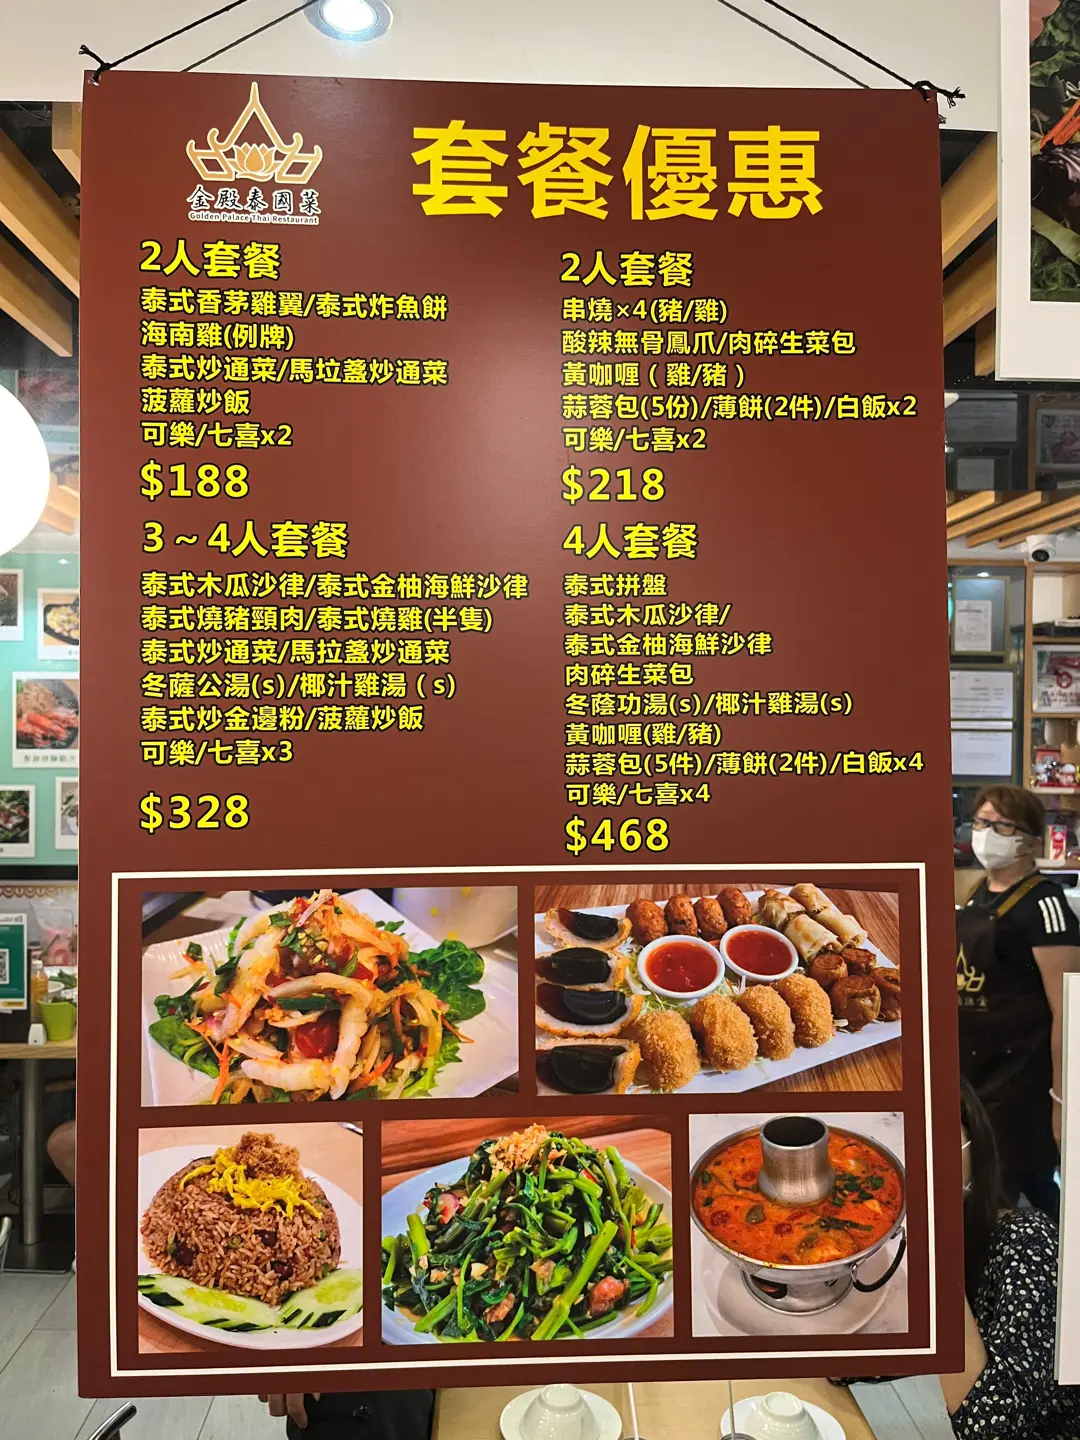 金殿泰國菜
Golden Palace Thai Restaurant
套餐優惠
2人套餐
泰式香茅雞翼/泰式炸魚餅
海南雞(例牌)
泰式炒通菜/馬垃盞炒通菜
菠蘿炒飯
可樂/七喜x2
$188
2人套餐
串燒×4(豬/雞)
酸辣無骨鳳爪/肉碎生菜包
黃咖喱（雞/豬）
蒜蓉包(5份)/薄餅(2件)/白飯x2
可樂/七喜x2
$218
3～4人套餐
泰式木瓜沙律/泰式金柚海鮮沙律
泰式燒豬頸肉/泰式燒雞(半隻)
泰式炒通菜/馬拉盞炒通菜
冬薩公湯(s)/椰汁雞湯（s)
泰式炒金邊粉/菠蘿炒飯
可樂/七喜x3
$328
4人套餐
泰式拼盤
泰式木瓜沙律/
泰式金柚海鮮沙律
肉碎生菜包
冬蔭功湯(s)/椰汁雞湯(s)
黃咖喱(雞/豬)
蒜蓉包(5件)/薄餅(2件)/白飯x4
可樂/七喜x4
$468